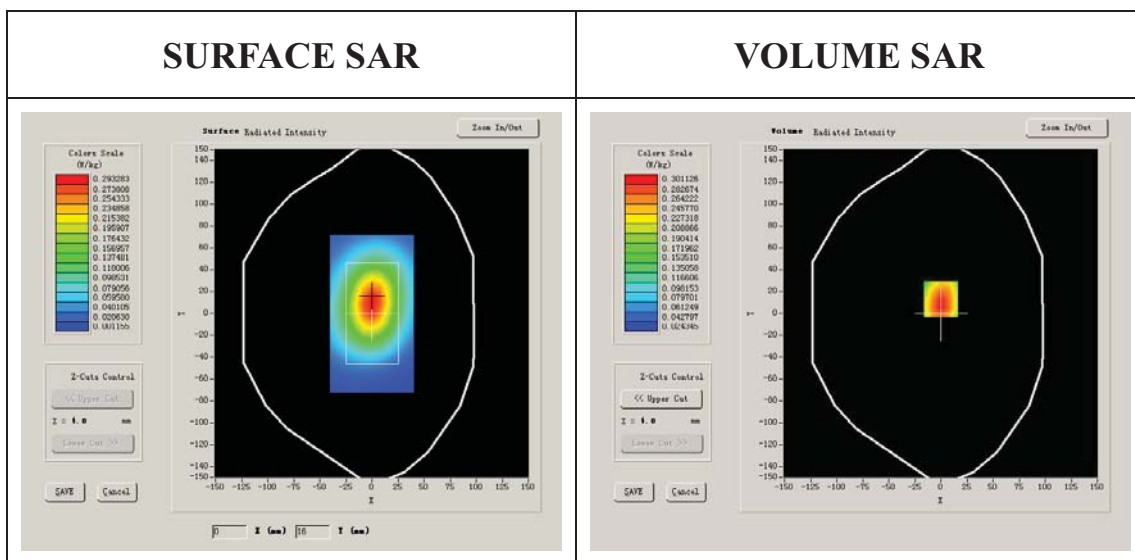 SURFACE SAR
VOLUME SAR
Surface Radiated Intensity
Zoom In/Out
Colors Scale
(W/kg)
0.293283
0.273808
0.254333
0.234858
0.215382
0.195907
0.176432
0.156957
0.137481
0.118006
0.098531
0.079056
0.059580
0.040105
0.020630
0.001155
150
140
120
100
80
60
40
20
0
-20
-40
-60
-80
-100
-120
-140
-150
Y
-150 -125 -100 -75 -50 -25 0 25 50 75 100 125 150
X
Z-Cuts Control
<< Upper Cut
Z = 4.0 mm
Lower Cut >>
SAVE Cancel
0 X (mm) 16 Y (mm)
Volume Radiated Intensity
Zoom In/Out
Colors Scale
(W/kg)
0.301126
0.282674
0.264222
0.245770
0.227318
0.208866
0.190414
0.171962
0.153510
0.135058
0.116606
0.098153
0.079701
0.061249
0.042797
0.024345
150
140
120
100
80
60
40
20
0
-20
-40
-60
-80
-100
-120
-140
-150
Y
-150 -125 -100 -75 -50 -25 0 25 50 75 100 125 150
X
Z-Cuts Control
<< Upper Cut
Z = 4.0 mm
Lower Cut >>
SAVE Cancel